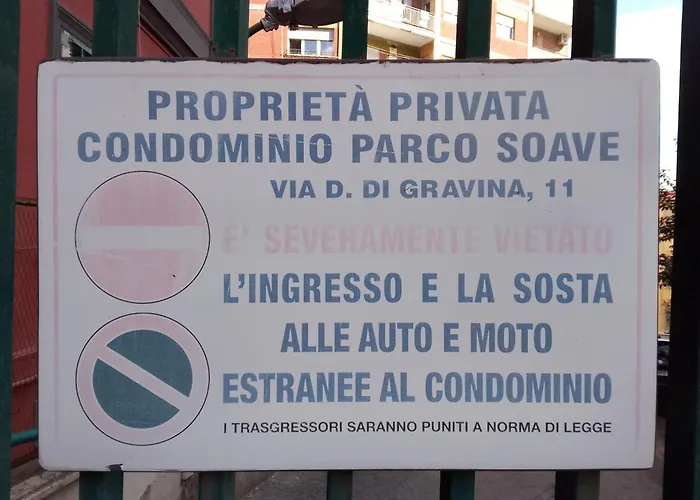 PROPRIETÀ PRIVATA
CONDOMINIO PARCO SOAVE
VIA D. DI GRAVINA, 11
E' SEVERAMENTE VIETATO
L'INGRESSO E LA SOSTA
ALLE AUTO E MOTO
ESTRANEE AL CONDOMINIO
I TRASGRESSORI SARANNO PUNITI A NORMA DI LEGGE